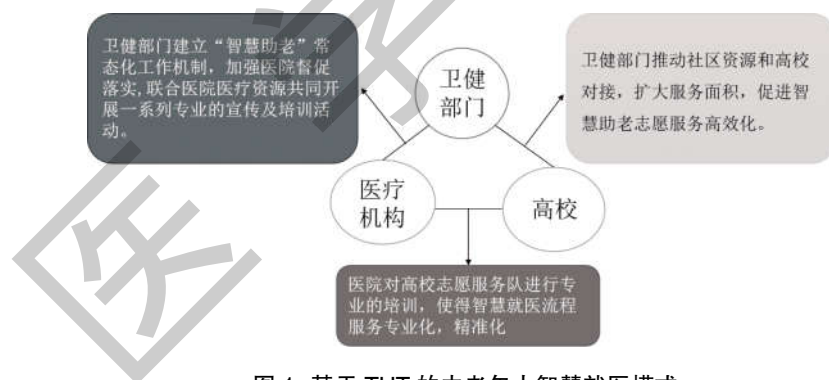 卫健部门建立“智慧助老”常
态化工作机制，加强医院督促
落实,联合医院医疗资源共同开
展一系列专业的宣传及培训活
动。
卫健
部门
卫健部门推动社区资源和高校
对接，扩大服务面积，促进智
慧助老志愿服务高效化。
医疗
机构
高校
医院对高校志愿服务队进行专
业的培训，使得智慧就医流程
服务专业化，精准化